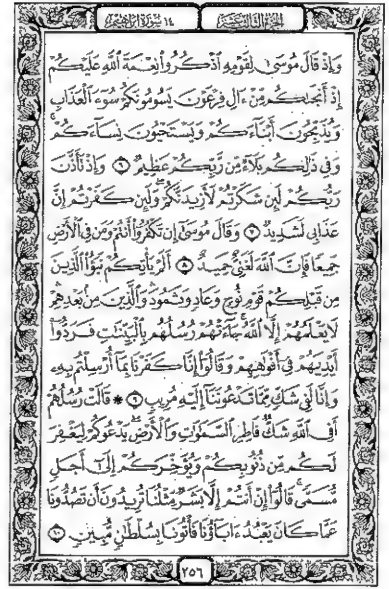 الجزء الثالث عشر ١٤ سورة إبراهيم
وَإِذْ قَالَ مُوسَىٰ لِقَوْمِهِ ٱذْكُرُوا۟ نِعْمَةَ ٱللَّهِ عَلَيْكُمْ
إِذْ أَنجَىٰكُم مِّنْ ءَالِ فِرْعَوْنَ يَسُومُونَكُمْ سُوٓءَ ٱلْعَذَابِ
وَيُذَبِّحُونَ أَبْنَآءَكُمْ وَيَسْتَحْيُونَ نِسَآءَكُمْ ۚ
وَفِى ذَٰلِكُم بَلَآءٌ مِّن رَّبِّكُمْ عَظِيمٌ ٦ وَإِذْ تَأَذَّنَ
رَبُّكُمْ لَئِن شَكَرْتُمْ لَأَزِيدَنَّكُمْ ۖ وَلَئِن كَفَرْتُمْ إِنَّ
عَذَابِى لَشَدِيدٌ ٧ وَقَالَ مُوسَىٰٓ إِن تَكْفُرُوٓا۟ أَنتُمْ وَمَن فِى ٱلْأَرْضِ
جَمِيعًا فَإِنَّ ٱللَّهَ لَغَنِىٌّ حَمِيدٌ ٨ أَلَمْ يَأْتِكُمْ نَبَؤُا۟ ٱلَّذِينَ
مِن قَبْلِكُمْ قَوْمِ نُوحٍ وَعَادٍ وَثَمُودَ ۛ وَٱلَّذِينَ مِنۢ بَعْدِهِمْ ۛ
لَا يَعْلَمُهُمْ إِلَّا ٱللَّهُ ۚ جَآءَتْهُمْ رُسُلُهُم بِٱلْبَيِّنَٰتِ فَرَدُّوٓا۟
أَيْدِيَهُمْ فِىٓ أَفْوَٰهِهِمْ وَقَالُوٓا۟ إِنَّا كَفَرْنَا بِمَآ أُرْسِلْتُم بِهِۦ
وَإِنَّا لَفِى شَكٍّ مِّمَّا تَدْعُونَنَآ إِلَيْهِ مُرِيبٍ ٩ ۞ قَالَتْ رُسُلُهُمْ
أَفِى ٱللَّهِ شَكٌّ فَاطِرِ ٱلسَّمَٰوَٰتِ وَٱلْأَرْضِ ۖ يَدْعُوكُمْ لِيَغْفِرَ
لَكُم مِّن ذُنُوبِكُمْ وَيُؤَخِّرَكُمْ إِلَىٰٓ أَجَلٍ
مُّسَمًّى ۚ قَالُوٓا۟ إِنْ أَنتُمْ إِلَّا بَشَرٌ مِّثْلُنَا تُرِيدُونَ أَن تَصُدُّونَا
عَمَّا كَانَ يَعْبُدُ ءَابَآؤُنَا فَأْتُونَا بِسُلْطَٰنٍ مُّبِينٍ ١٠
٢٥٦